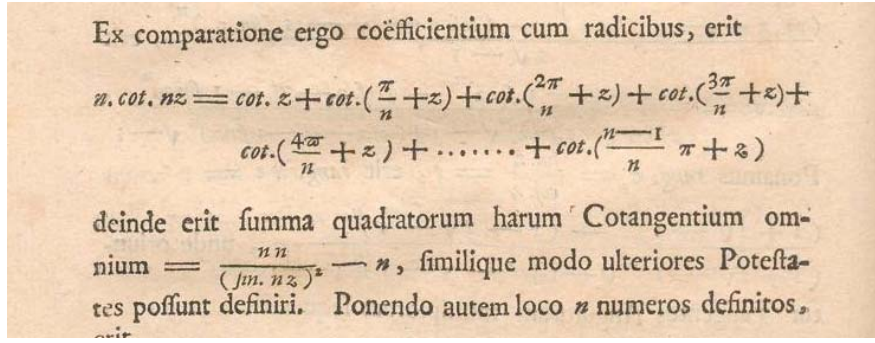 Ex comparatione ergo coëfficientium cum radicibus, erit
n. cot. nz = cot. z + cot.(π/n + z) + cot.(2π/n + z) + cot.(3π/n + z) +
cot.(4ϖ/n + z) + ....... + cot.(n—1/n π + z)
deinde erit ſumma quadratorum harum Cotangentium om-
nium = nn/(ſin. nz)² — n, ſimilique modo ulteriores Poteſta-
tes poſſunt definiri. Ponendo autem loco n numeros definitos,